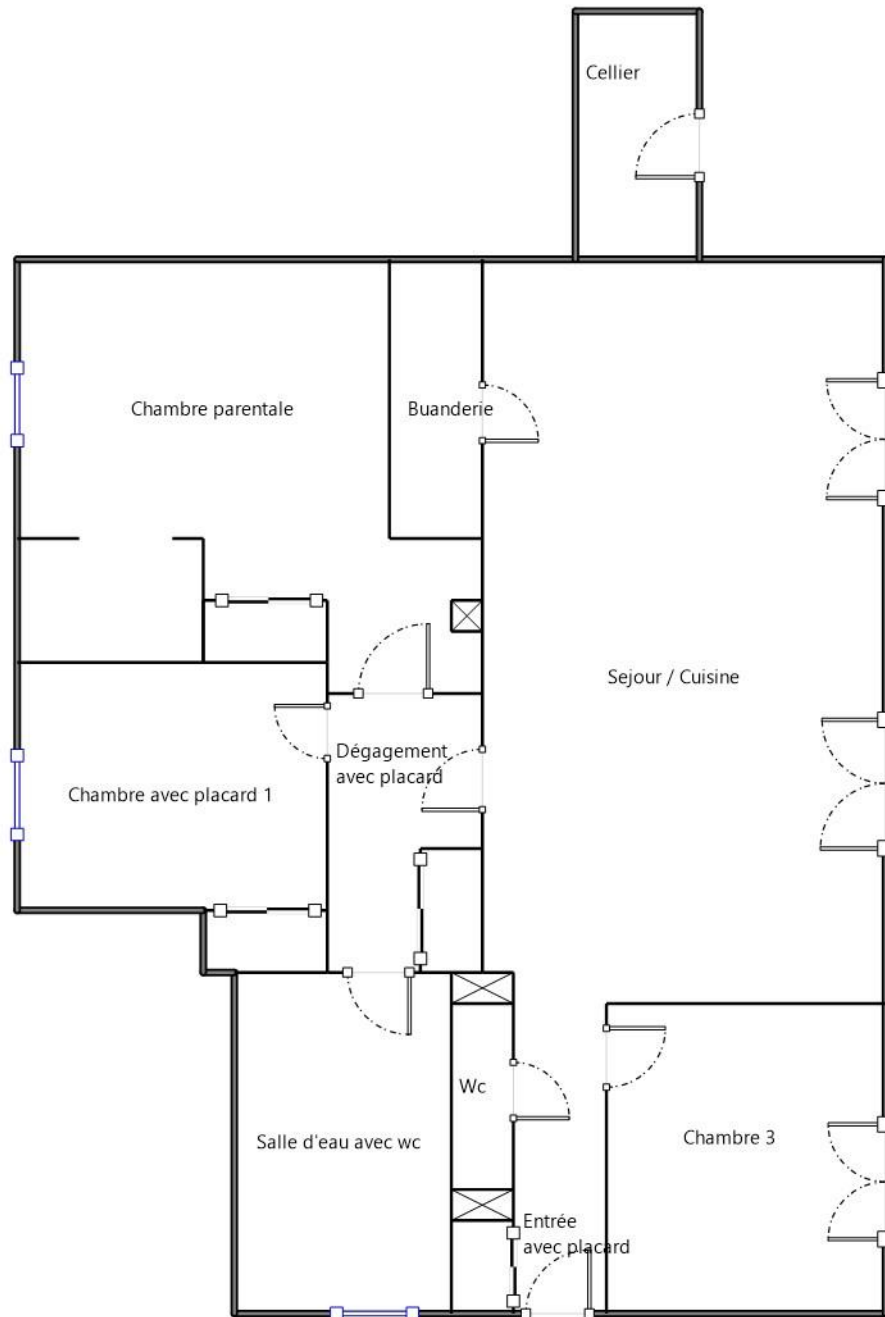 Cellier
Chambre parentale
Buanderie
Sejour / Cuisine
Dégagement
avec placard
Chambre avec placard 1
Wc
Salle d'eau avec wc
Chambre 3
Entrée
avec placard